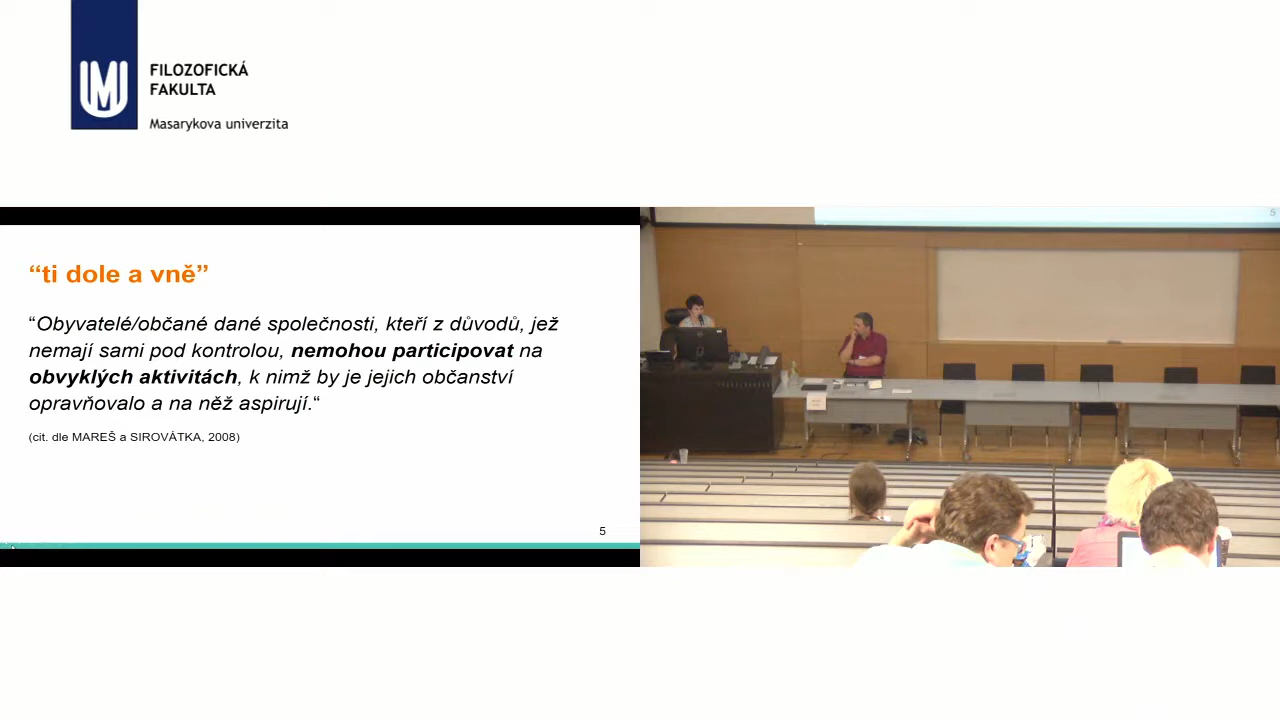 FILOZOFICKÁ
FAKULTA
Masarykova univerzita
“ti dole a vně”
“Obyvatelé/občané dané společnosti, kteří z důvodů, jež
nemají sami pod kontrolou, nemohou participovat na
obvyklých aktivitách, k nimž by je jejich občanství
opravňovalo a na něž aspirují.“
(cit. dle MAREŠ a SIROVÁTKA, 2008)
5
5